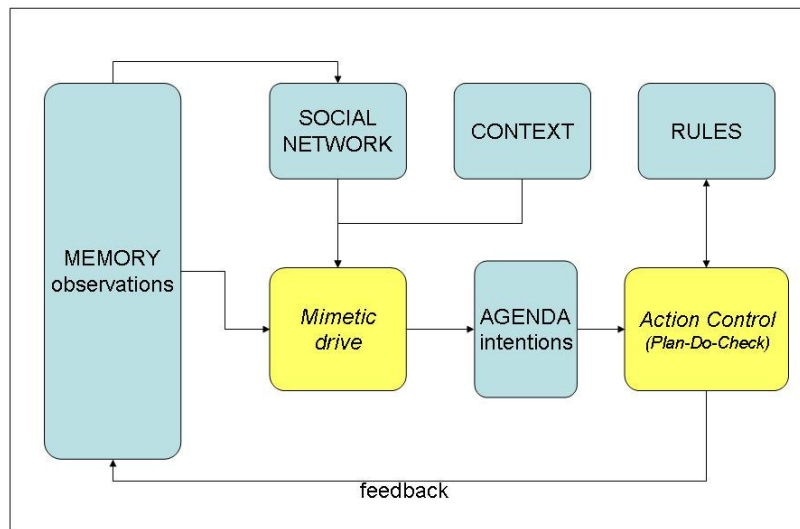 SOCIAL
NETWORK
CONTEXT
RULES
MEMORY
observations
Mimetic
drive
AGENDA
intentions
Action Control
(Plan-Do-Check)
feedback